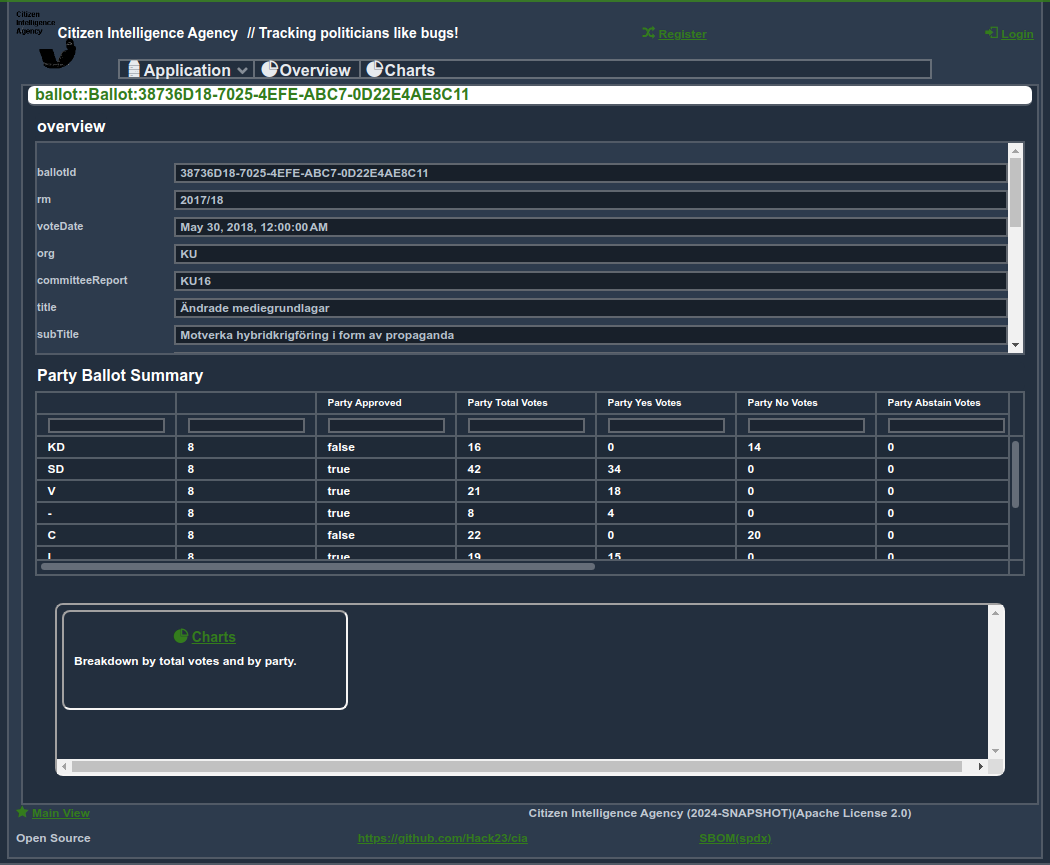 Citizen
Intelligence
Agency
Citizen Intelligence Agency // Tracking politicians like bugs!
Register
Login
Application
Overview
Charts
ballot::Ballot:38736D18-7025-4EFE-ABC7-0D22E4AE8C11
overview
ballotId 38736D18-7025-4EFE-ABC7-0D22E4AE8C11
rm 2017/18
voteDate May 30, 2018, 12:00:00 AM
org KU
committeeReport KU16
title Ändrade mediegrundlagar
subTitle Motverka hybridkrigföring i form av propaganda
Party Ballot Summary
Party Approved Party Total Votes Party Yes Votes Party No Votes Party Abstain Votes
KD 8 false 16 0 14 0
SD 8 true 42 34 0 0
V 8 true 21 18 0 0
- 8 true 8 4 0 0
C 8 false 22 0 20 0
L 8 true 19 15 0 0
Charts
Breakdown by total votes and by party.
Main View
Citizen Intelligence Agency (2024-SNAPSHOT)(Apache License 2.0)
Open Source
https://github.com/Hack23/cia
SBOM(spdx)